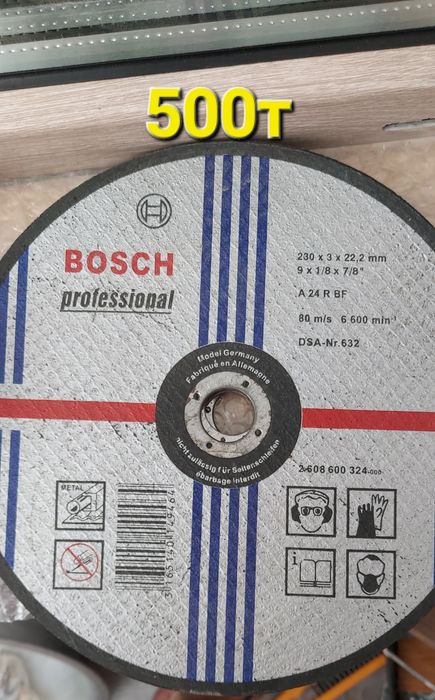 500т
BOSCH
professional
230 x 3 x 22,2 mm
9 x 1/8 x 7/8"
A 24 R BF
80 m/s 6 600 min⁻¹
DSA-Nr.632
Model Germany
Fabriqué en Allemagne
nicht zulässig für Seitenschleifen
ébarbage interdit
2 608 600 324-000
METAL
i